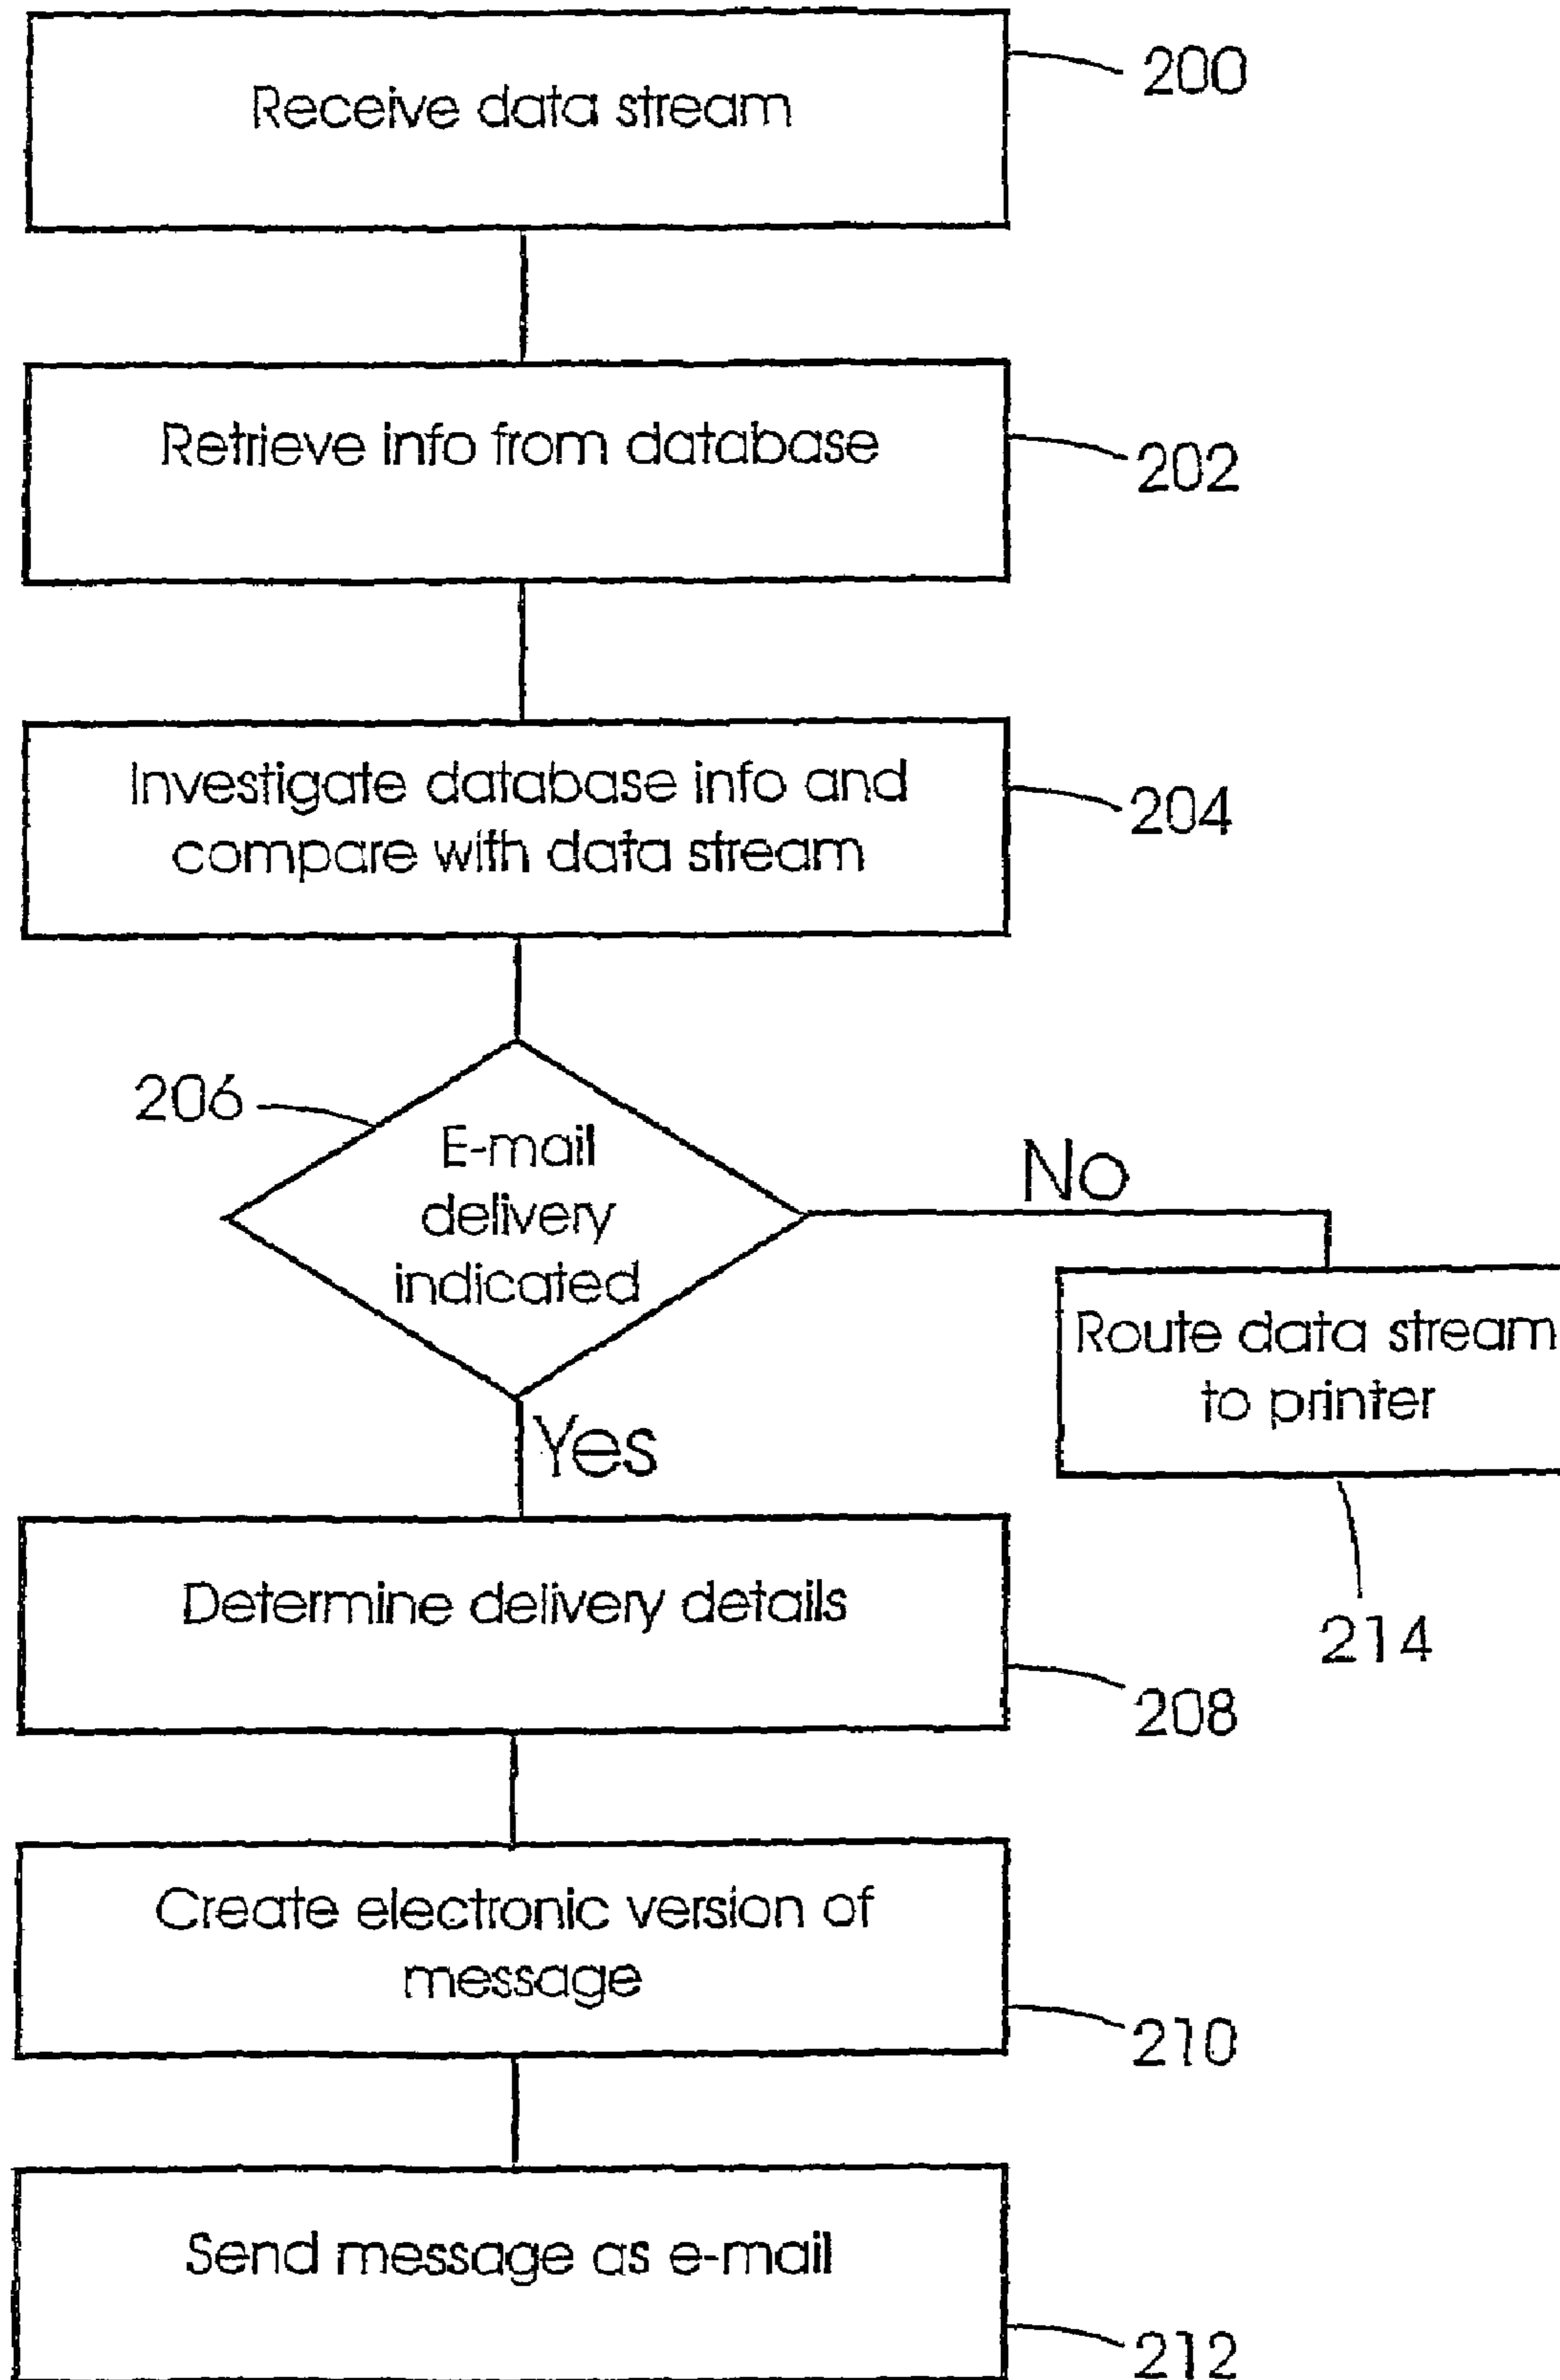 Receive data stream
200
Retrieve info from database
202
Investigate database info and
compare with data stream
204
206
E-mail
delivery
indicated
No
Route data stream
to printer
214
Yes
Determine delivery details
208
Create electronic version of
message
210
Send message as e-mail
212